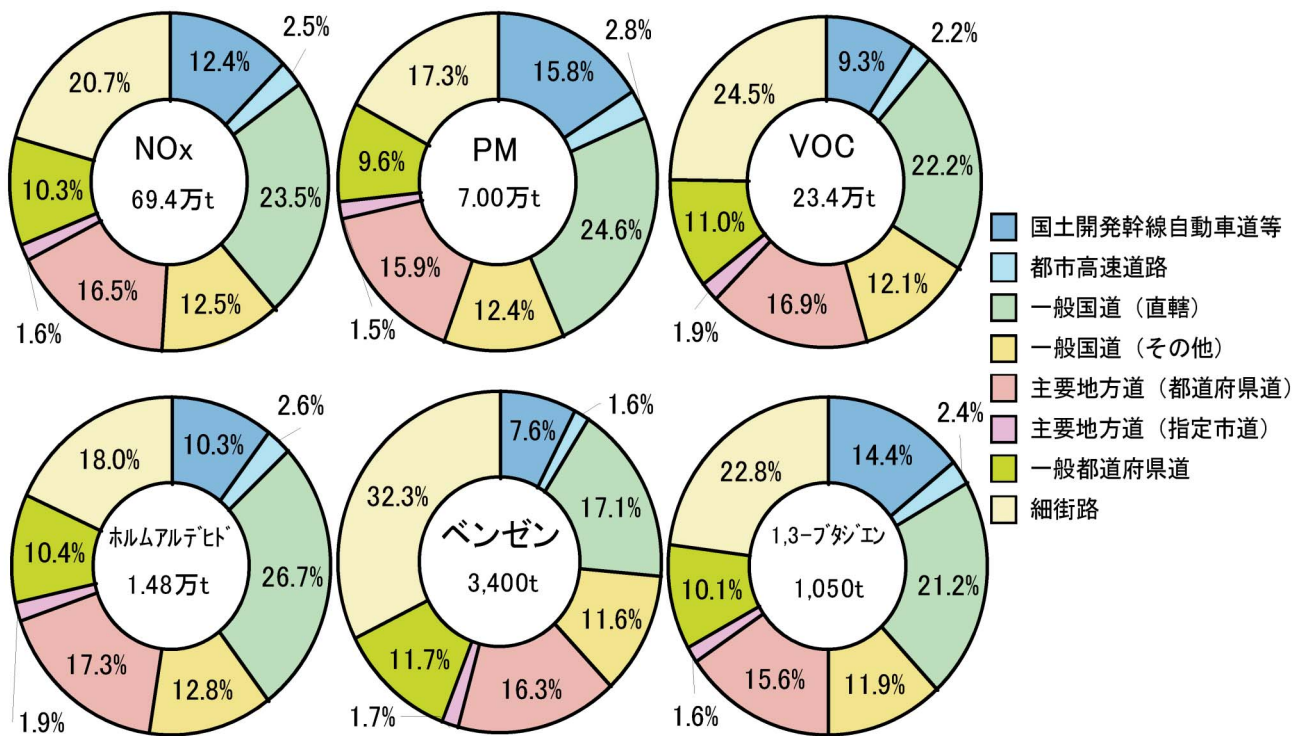 NOx
69.4万t
12.4%
2.5%
23.5%
12.5%
16.5%
1.6%
10.3%
20.7%
PM
7.00万t
15.8%
2.8%
24.6%
12.4%
15.9%
1.5%
9.6%
17.3%
VOC
23.4万t
9.3%
2.2%
22.2%
12.1%
16.9%
1.9%
11.0%
24.5%
国土開発幹線自動車道等
都市高速道路
一般国道（直轄）
一般国道（その他）
主要地方道（都道府県道）
主要地方道（指定市道）
一般都道府県道
細街路
ホルムアルデヒド
1.48万t
10.3%
2.6%
26.7%
12.8%
17.3%
1.9%
10.4%
18.0%
ベンゼン
3,400t
7.6%
1.6%
17.1%
11.6%
16.3%
1.7%
11.7%
32.3%
1,3-ブタジエン
1,050t
14.4%
2.4%
21.2%
11.9%
15.6%
1.6%
10.1%
22.8%